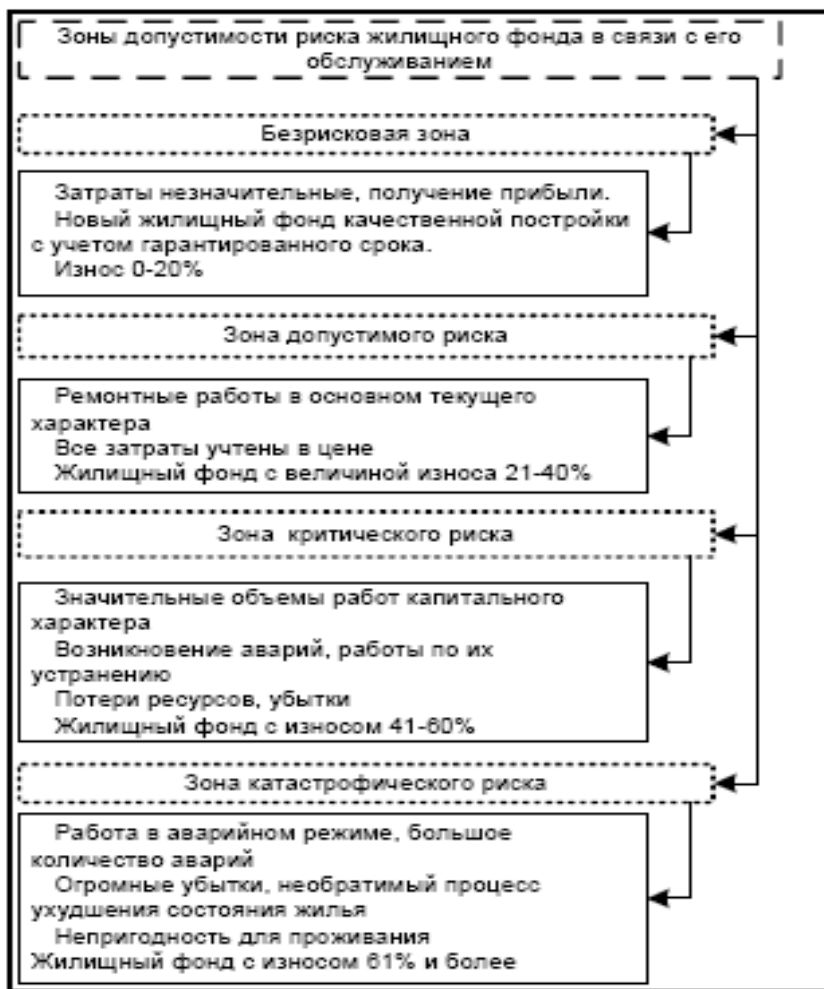 Зоны допустимости риска жилищного фонда в связи с его
обслуживанием
Безрисковая зона
Затраты незначительные, получение прибыли.
Новый жилищный фонд качественной постройки
с учетом гарантированного срока.
Износ 0-20%
Зона допустимого риска
Ремонтные работы в основном текущего
характера
Все затраты учтены в цене
Жилищный фонд с величиной износа 21-40%
Зона критического риска
Значительные объемы работ капитального
характера
Возникновение аварий, работы по их
устранению
Потери ресурсов, убытки
Жилищный фонд с износом 41-60%
Зона катастрофического риска
Работа в аварийном режиме, большое
количество аварий
Огромные убытки, необратимый процесс
ухудшения состояния жилья
Непригодность для проживания
Жилищный фонд с износом 61% и более